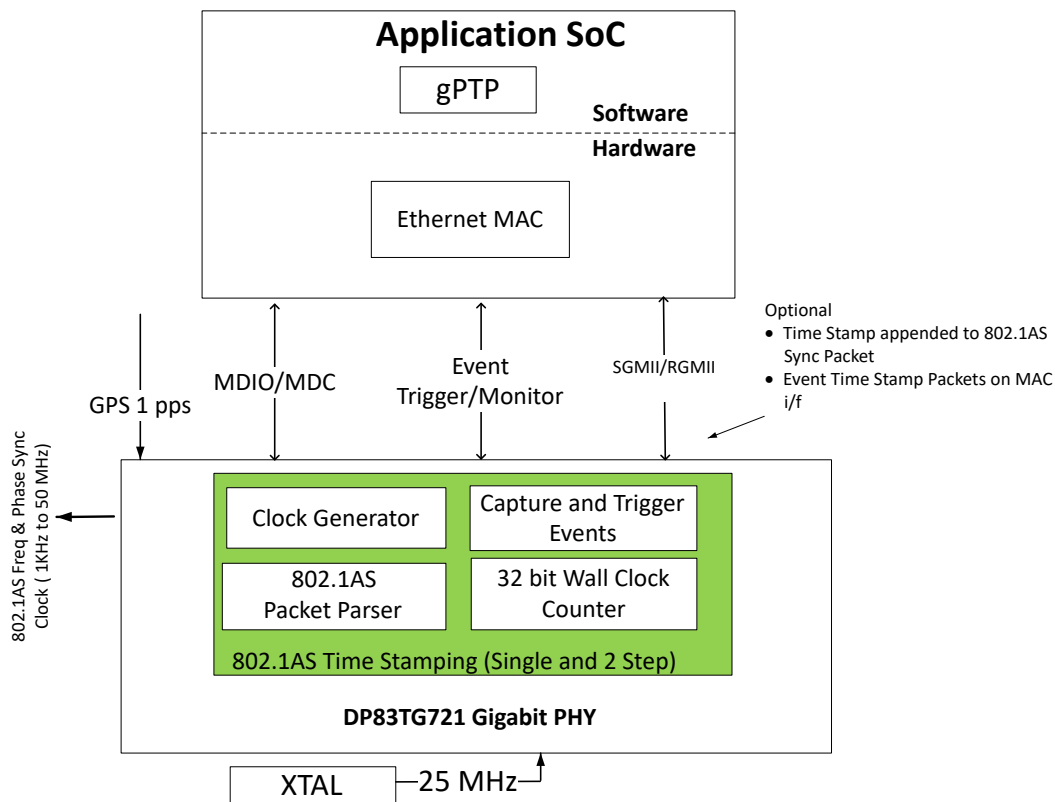 Application SoC
gPTP
Software
Hardware
Ethernet MAC
Optional
• Time Stamp appended to 802.1AS
Sync Packet
• Event Time Stamp Packets on MAC
i/f
GPS 1 pps
MDIO/MDC
Event
Trigger/Monitor
SGMII/RGMII
802.1AS Freq & Phase Sync
Clock ( 1KHz to 50 MHz)
Clock Generator
Capture and Trigger
Events
802.1AS
Packet Parser
32 bit Wall Clock
Counter
802.1AS Time Stamping (Single and 2 Step)
DP83TG721 Gigabit PHY
XTAL
25 MHz